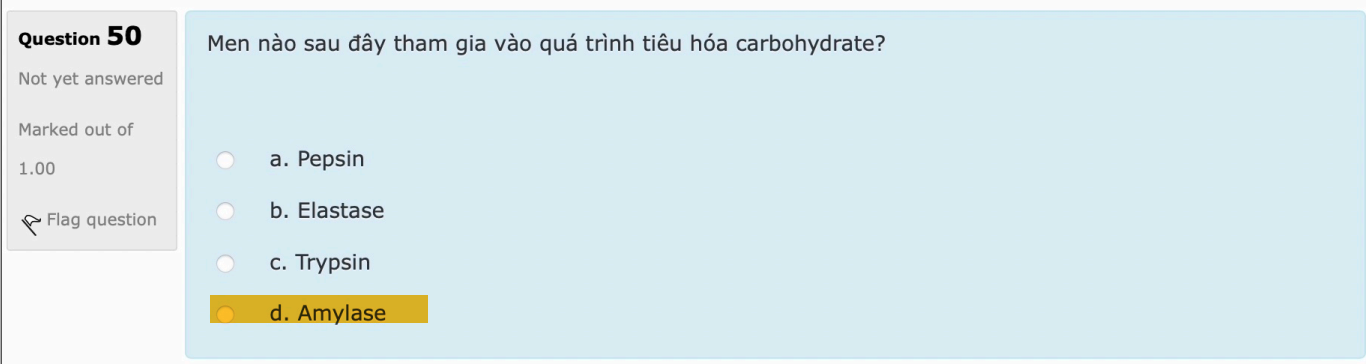 Question 50
Not yet answered
Marked out of
1.00
Flag question
Men nào sau đây tham gia vào quá trình tiêu hóa carbohydrate?
a. Pepsin
b. Elastase
c. Trypsin
d. Amylase